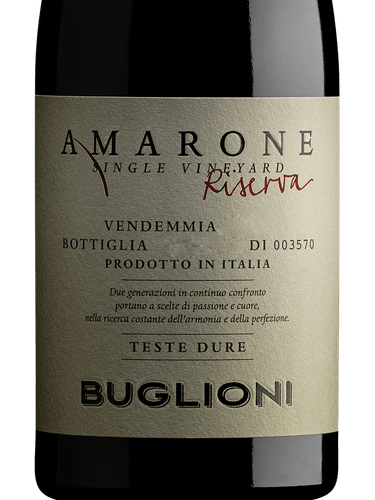 AMARONE
SINGLE VINEYARD
Riserva
VENDEMMIA
BOTTIGLIA DI 003570
PRODOTTO IN ITALIA
Due generazioni in continuo confronto
portano a scelte di passione e cuore,
nella ricerca costante dell'armonia e della perfezione.
TESTE DURE
BUGLIONI